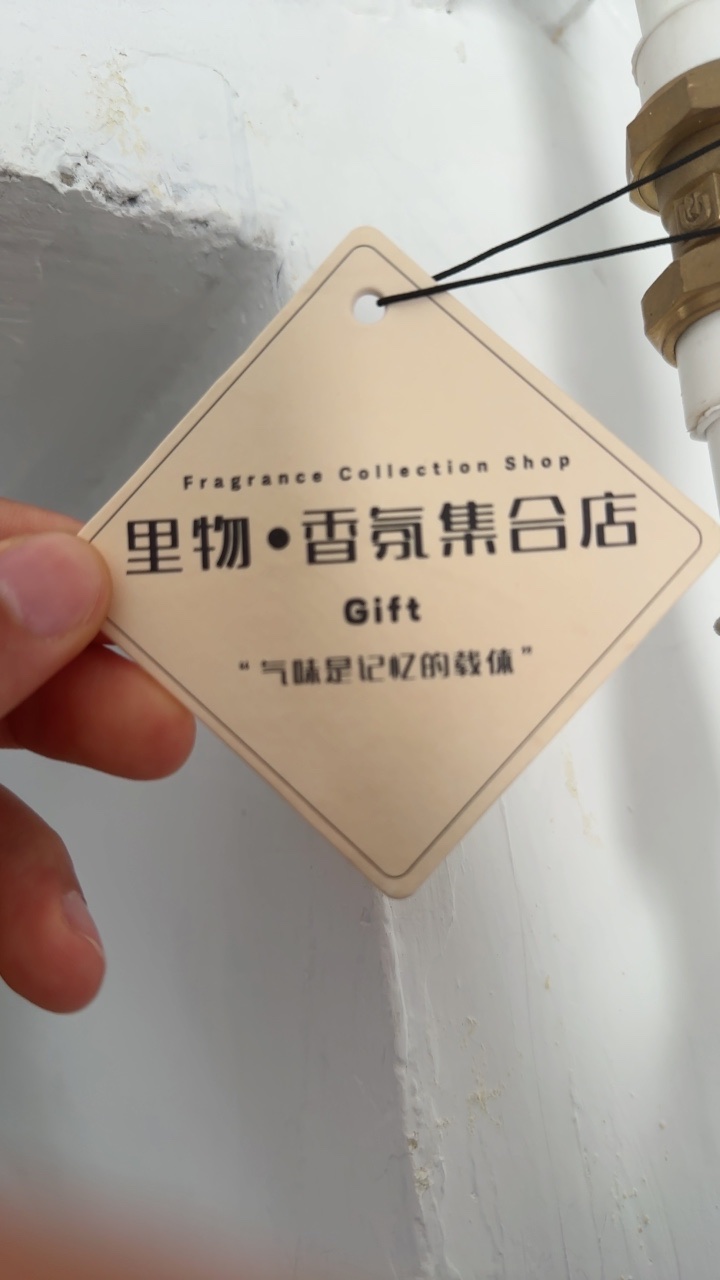 Fragrance Collection Shop
里物•香氛集合店
Gift
“气味是记忆的载体”